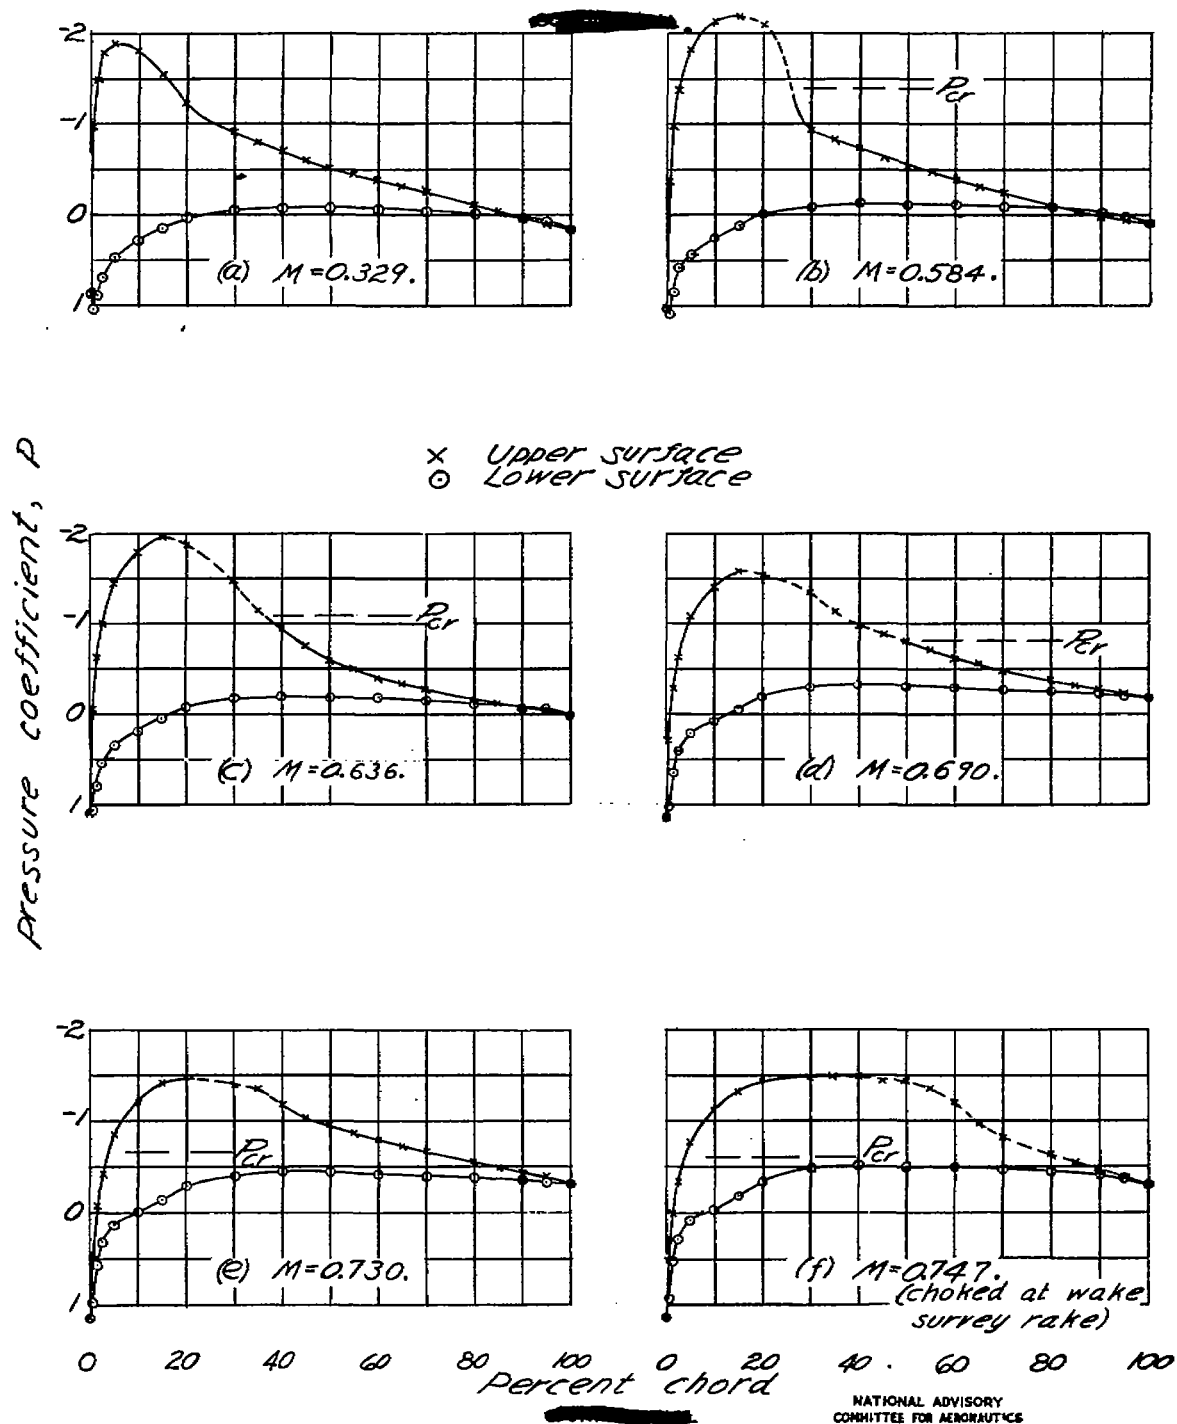 -2
-1
0
1
(a) M=0.329.
Pcr
(b) M=0.584.
Pressure coefficient, P
x Upper surface
⊙ Lower surface
-2
-1
0
1
Pcr
(c) M=0.636.
Pcr
(d) M=0.690.
-2
-1
0
1
Pcr
(e) M=0.730.
Pcr
(f) M=0.747.
(choked at wake
survey rake)
0 20 40 60 80 100
0 20 40 60 80 100
Percent chord
NATIONAL ADVISORY
COMMITTEE FOR AERONAUTICS